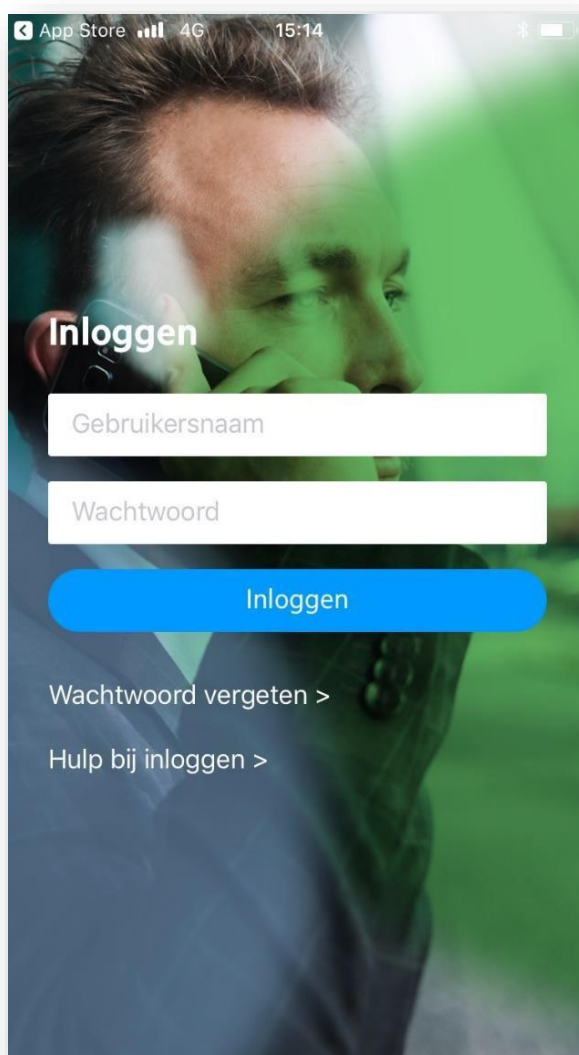 App Store 4G 15:14
Inloggen
Gebruikersnaam
Wachtwoord
Inloggen
Wachtwoord vergeten >
Hulp bij inloggen >